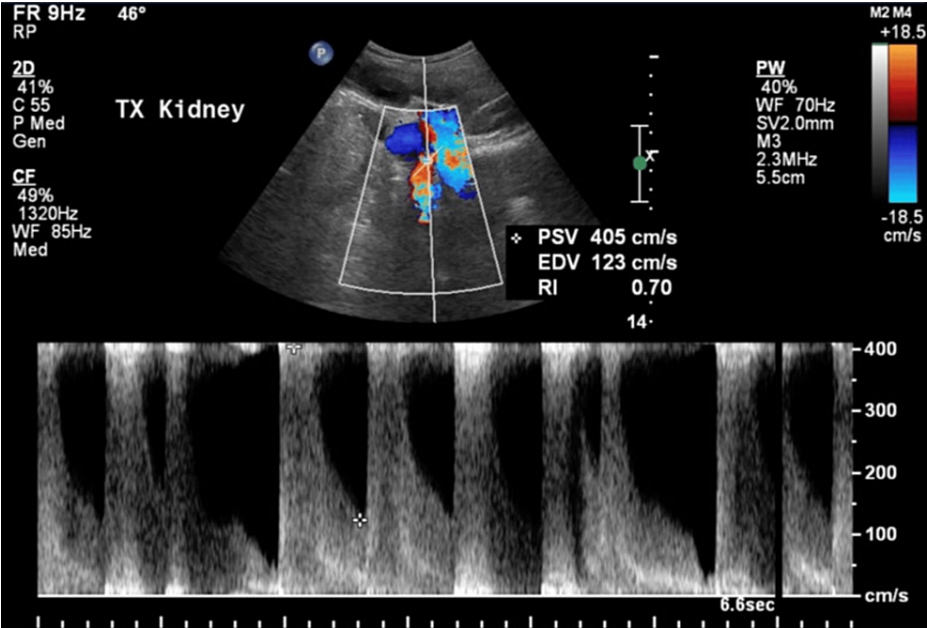 FR 9Hz 46°
RP
2D
41%
C 55
P Med
Gen
CF
49%
1320Hz
WF 85Hz
Med
P
TX Kidney
M2 M4
+18.5
-18.5
cm/s
PW
40%
WF 70Hz
SV2.0mm
M3
2.3MHz
5.5cm
x
PSV 405 cm/s
EDV 123 cm/s
RI 0.70
14
400
300
200
100
cm/s
6.6sec